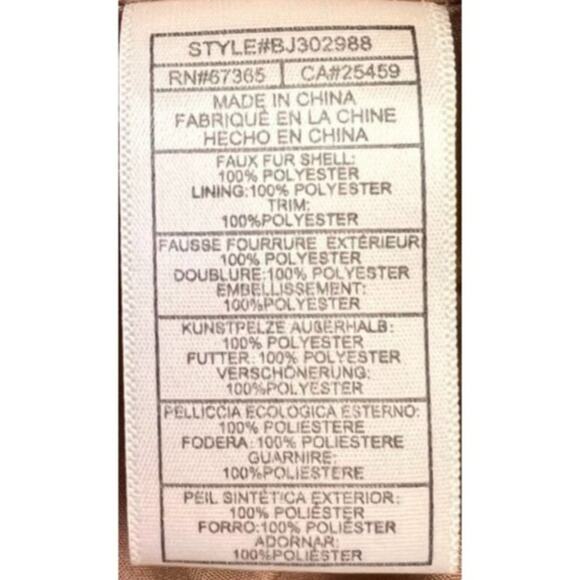 STYLE#BJ302988
RN#67365 CA#25459
MADE IN CHINA
FABRIQUÉ EN LA CHINE
HECHO EN CHINA
FAUX FUR SHELL:
100% POLYESTER
LINING:100% POLYESTER
TRIM:
100%POLYESTER
FAUSSE FOURRURE EXTÉRIEUR
100% POLYESTER
DOUBLURE:100% POLYESTER
EMBELLISSEMENT:
100%POLYESTER
KUNSTPELZE AUßERHALB:
100% POLYESTER
FUTTER:100% POLYESTER
VERSCHÖNERUNG:
100%POLYESTER
PELLICCIA ECOLOGICA ESTERNO:
100% POLIESTERE
FODERA:100% POLIESTERE
GUARNIRE:
100%POLIESTERE
PEIL SINTÉTICA EXTERIOR:
100% POLIÉSTER
FORRO:100% POLIÉSTER
ADORNAR:
100%POLIÉSTER